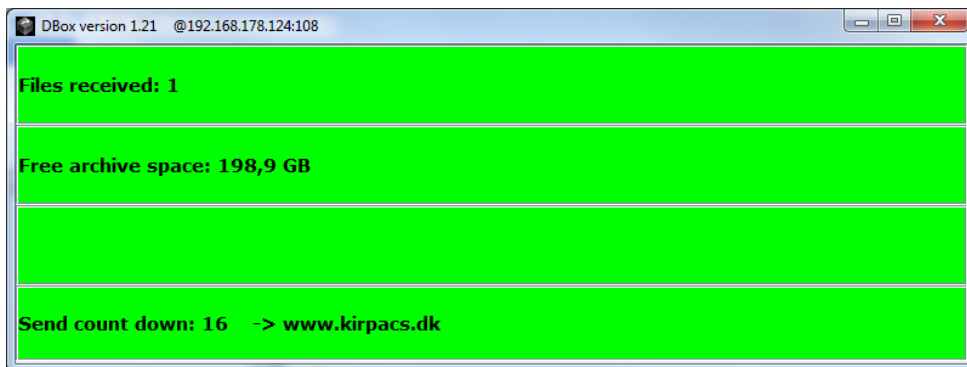 DBox version 1.21 @192.168.178.124:108
Files received: 1
Free archive space: 198,9 GB
Send count down: 16 -> www.kirpacs.dk